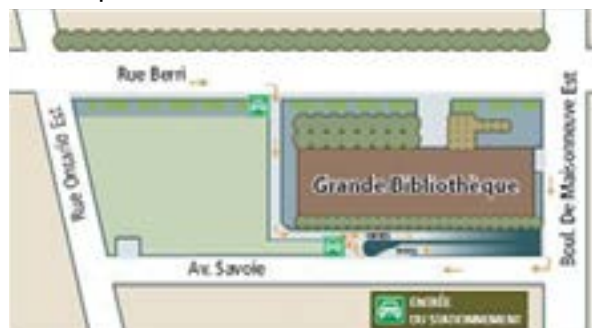 Rue Berri
Rue Ontario Est
Boul. De Maisonneuve Est
Grande Bibliothèque
Av. Savoie
ENTRÉE
DU STATIONNEMENT